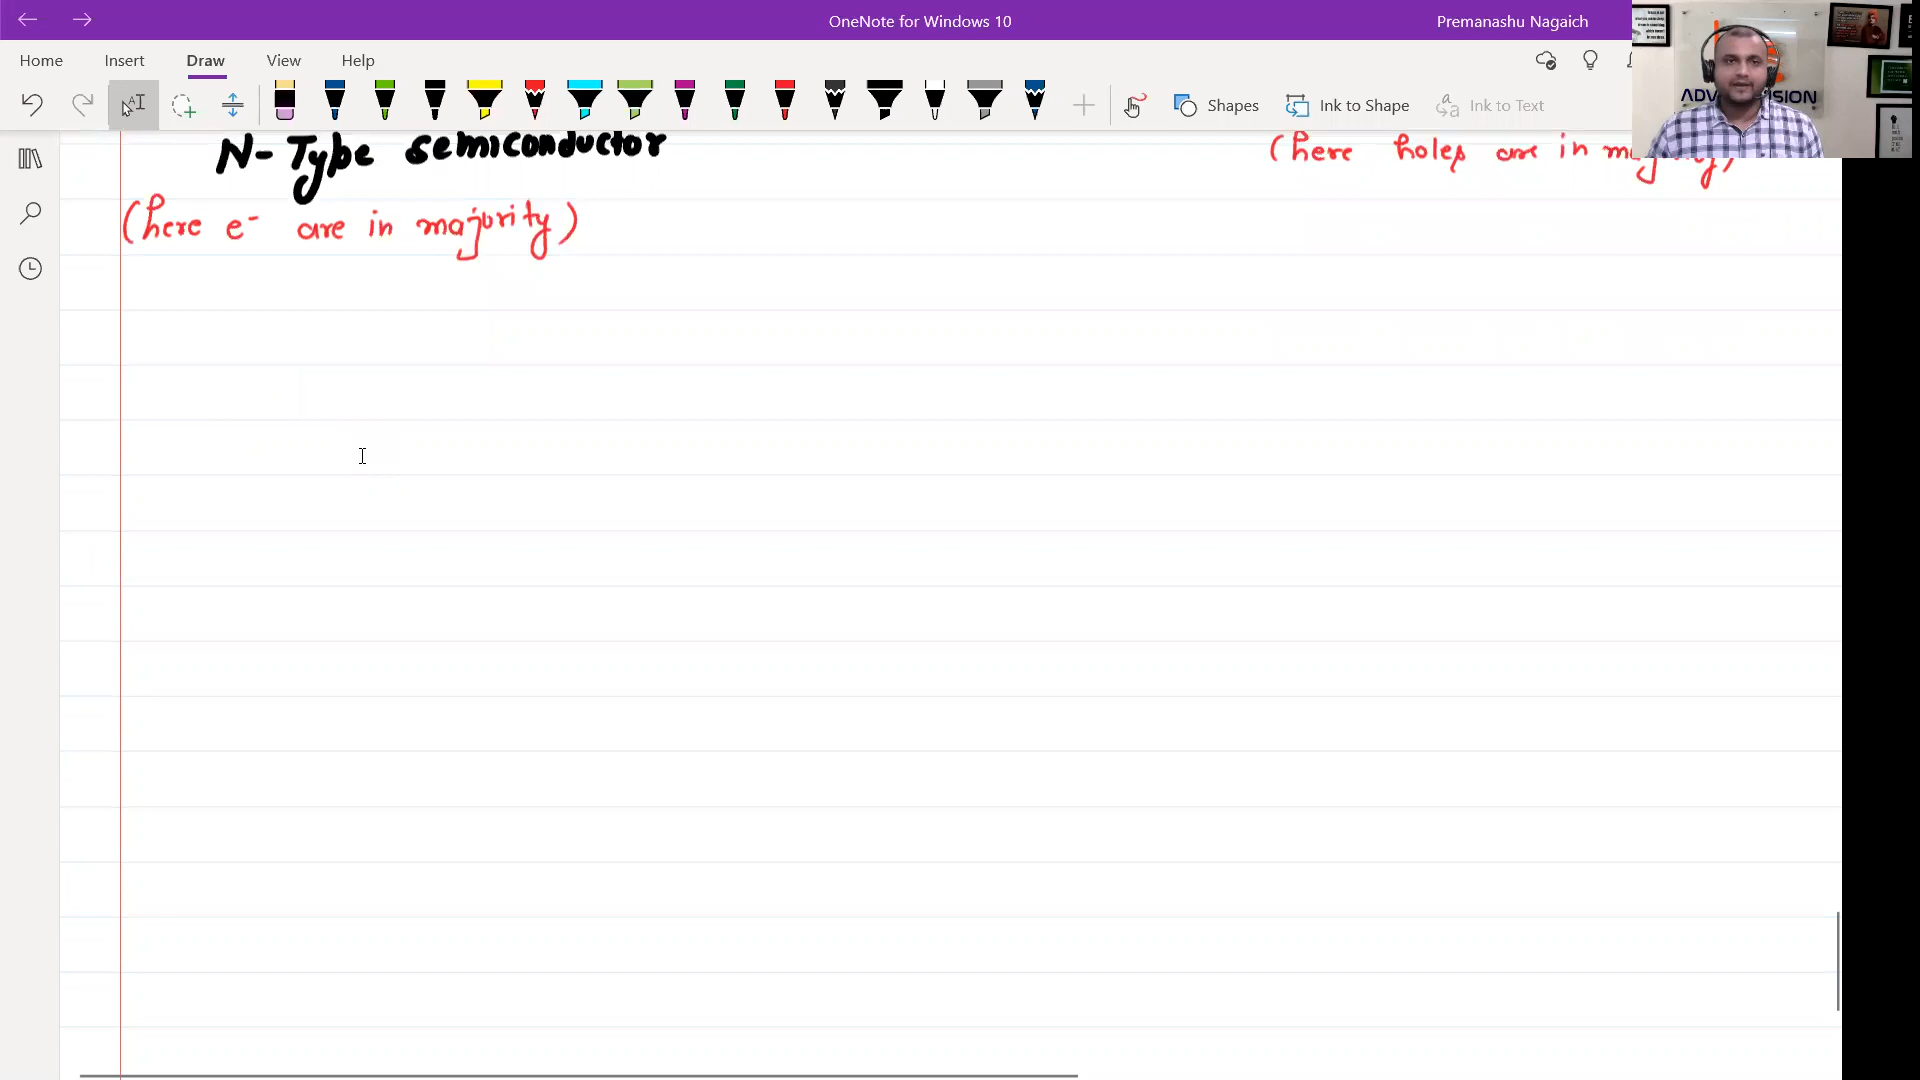 OneNote for Windows 10
Premanashu Nagaich
Home Insert Draw View Help
Shapes Ink to Shape Ink to Text
N-Type semiconductor
(here e⁻ are in majority)
(here holes are in